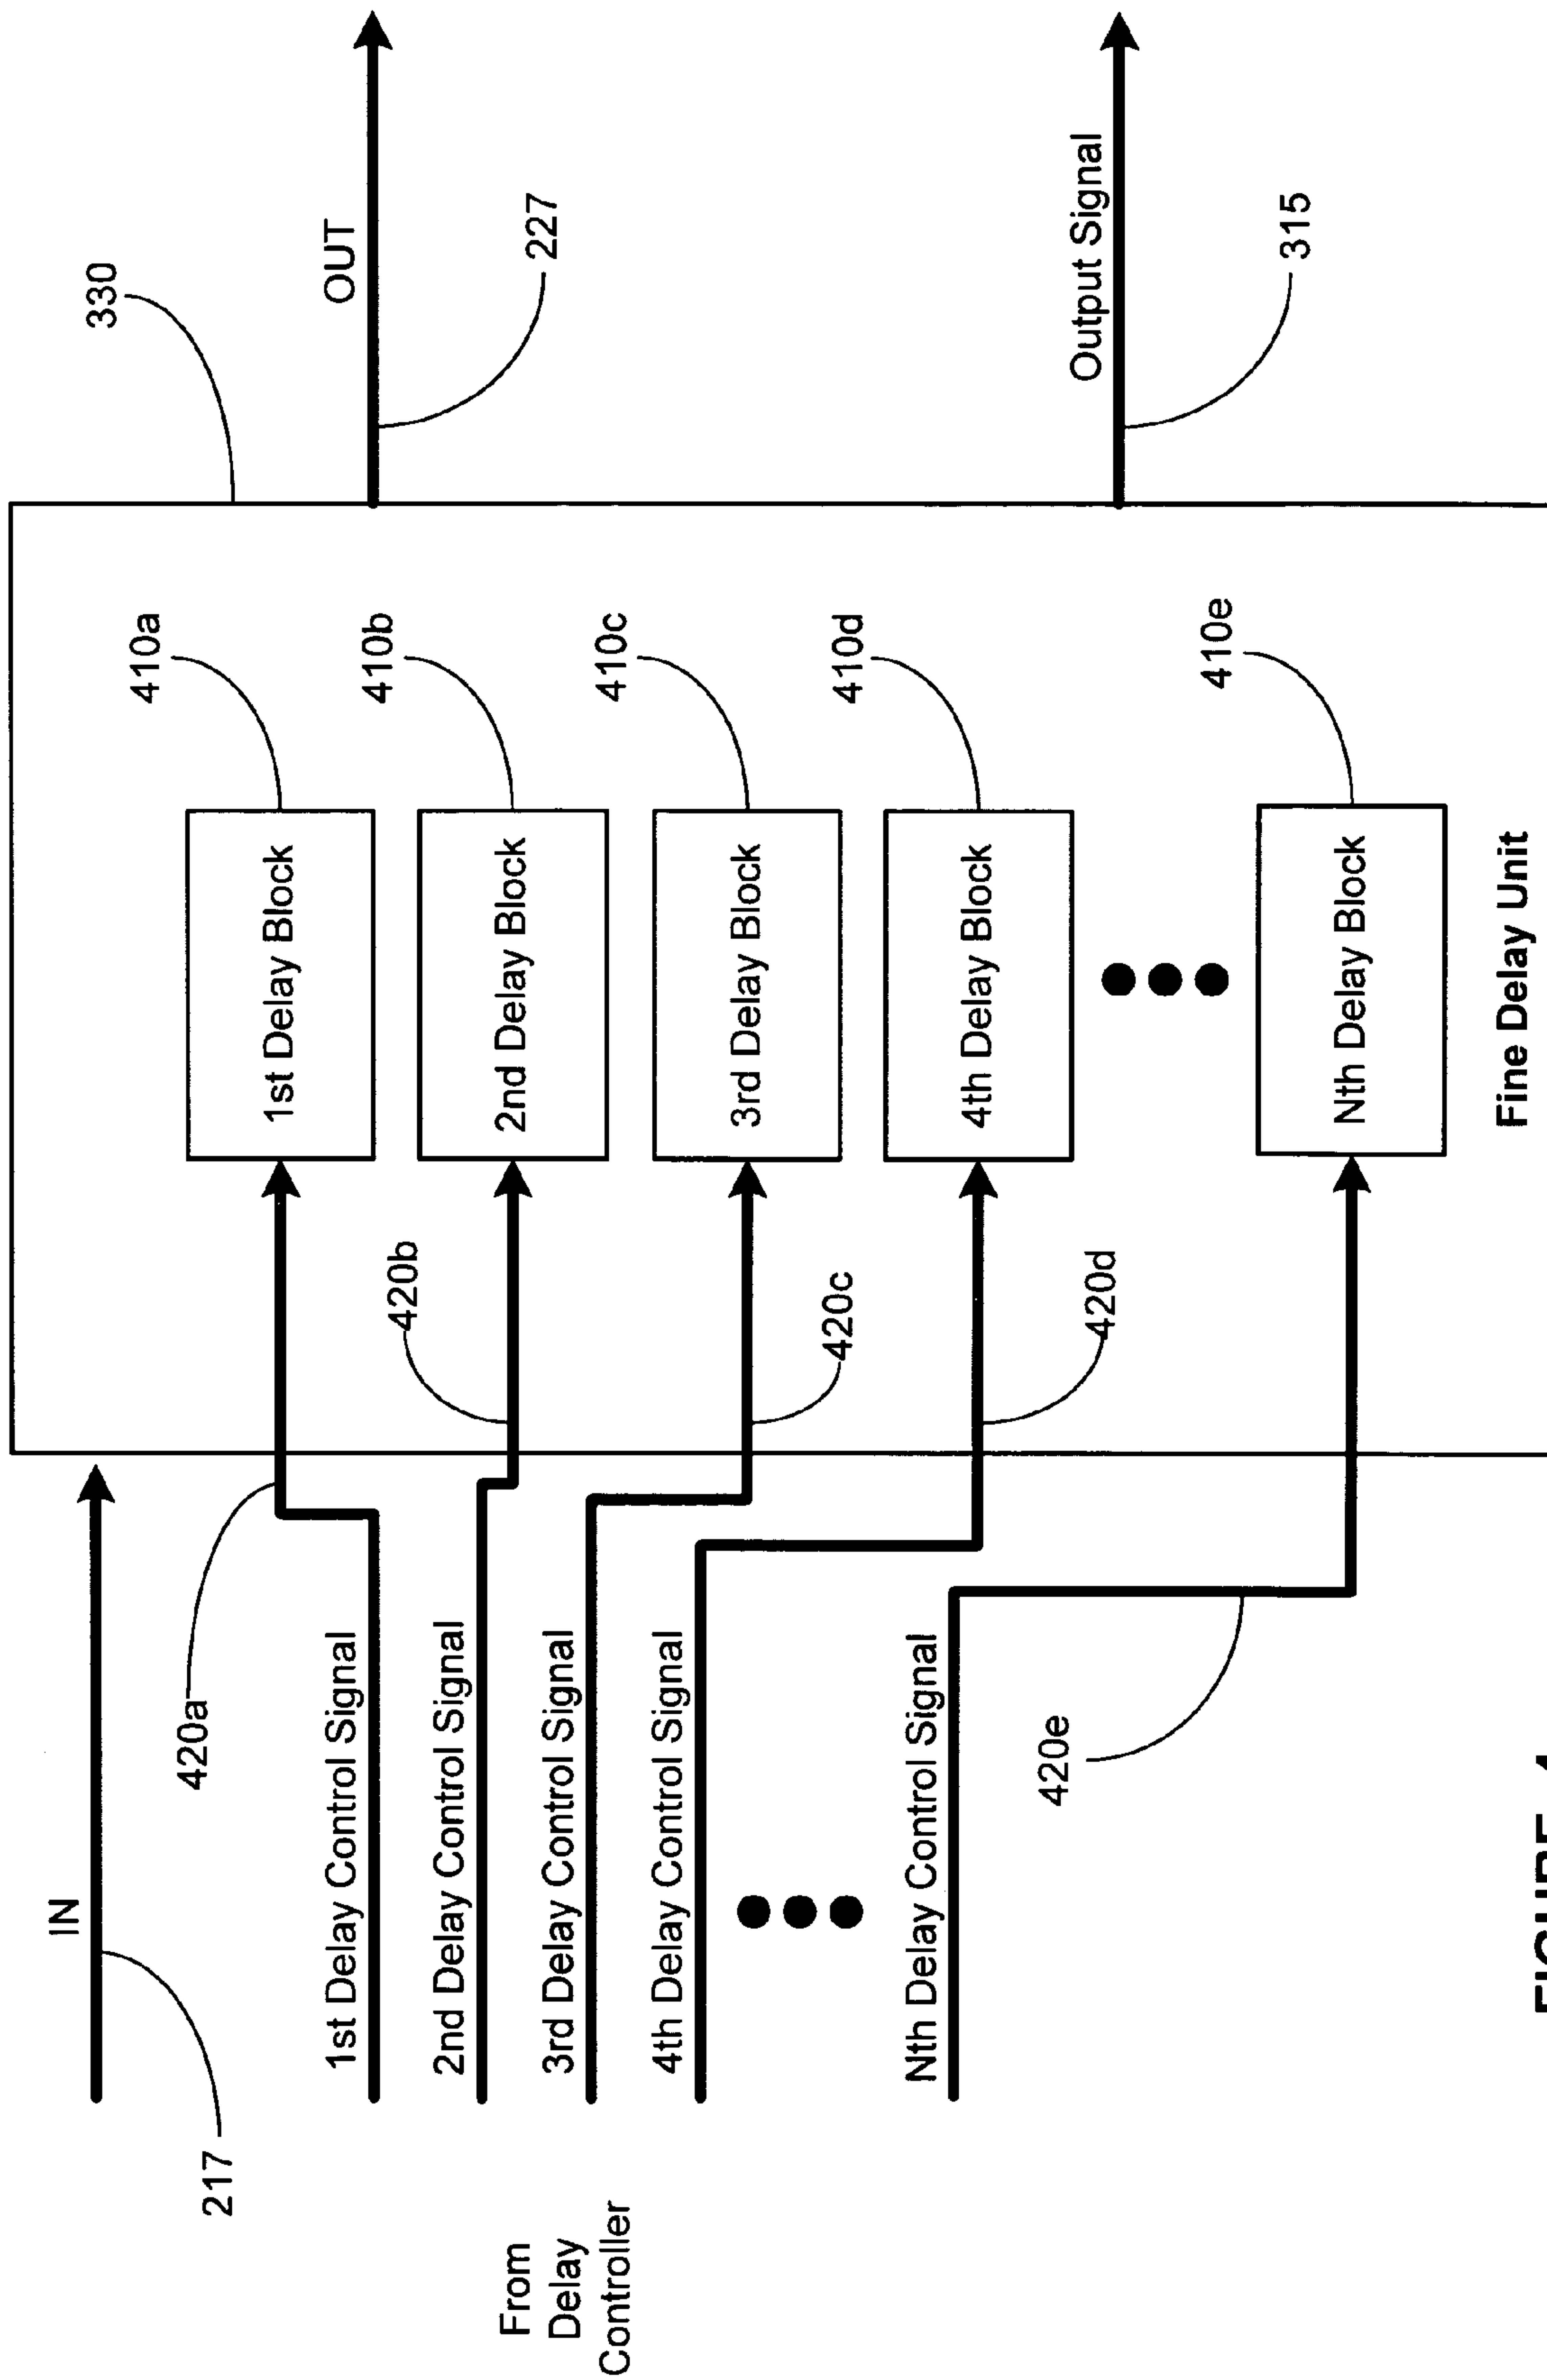 IN
217
420a
1st Delay Control Signal
2nd Delay Control Signal
3rd Delay Control Signal
4th Delay Control Signal
Nth Delay Control Signal
From
Delay
Controller
420b
420c
420d
420e
330
410a
1st Delay Block
410b
2nd Delay Block
410c
3rd Delay Block
410d
4th Delay Block
410e
Nth Delay Block
Fine Delay Unit
OUT
227
Output Signal
315